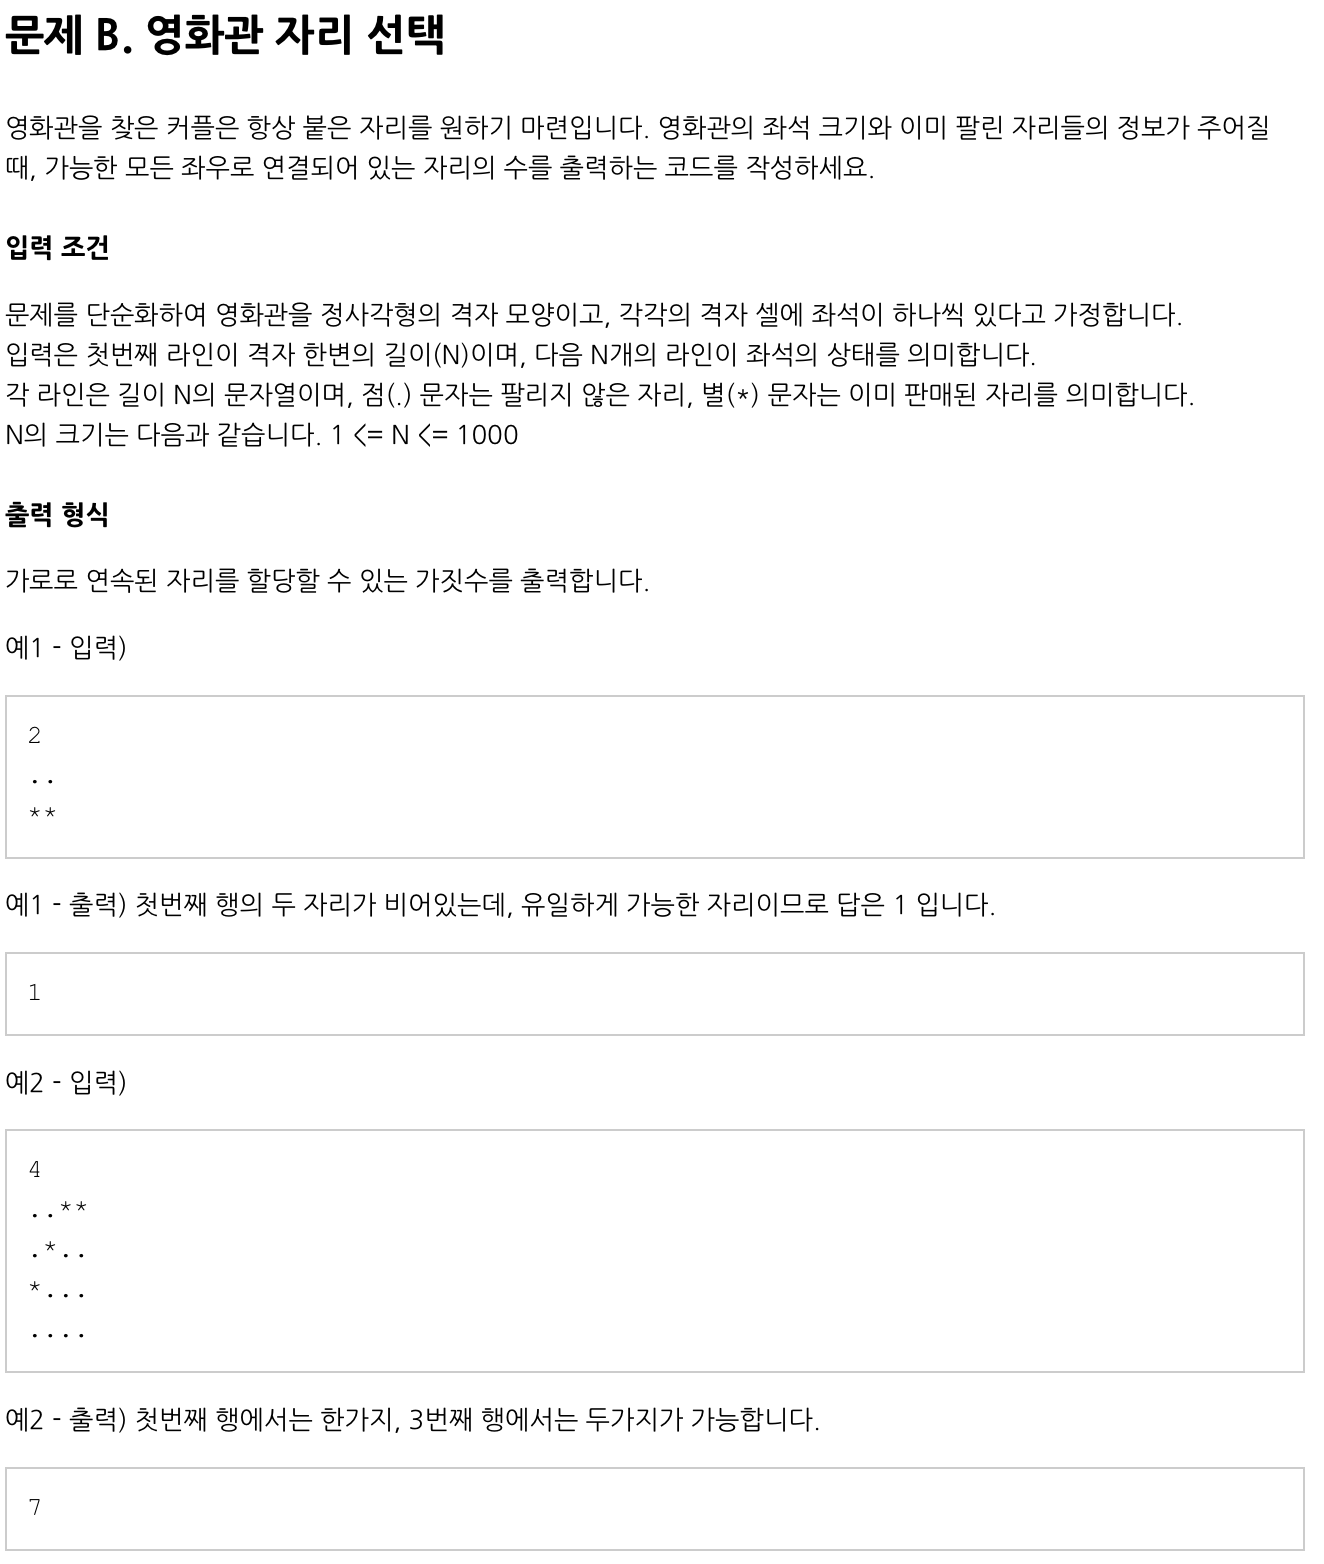 문제 B. 영화관 자리 선택
영화관을 찾은 커플은 항상 붙은 자리를 원하기 마련입니다. 영화관의 좌석 크기와 이미 팔린 자리들의 정보가 주어질
때, 가능한 모든 좌우로 연결되어 있는 자리의 수를 출력하는 코드를 작성하세요.
입력 조건
문제를 단순화하여 영화관을 정사각형의 격자 모양이고, 각각의 격자 셀에 좌석이 하나씩 있다고 가정합니다.
입력은 첫번째 라인이 격자 한변의 길이(N)이며, 다음 N개의 라인이 좌석의 상태를 의미합니다.
각 라인은 길이 N의 문자열이며, 점(.) 문자는 팔리지 않은 자리, 별(*) 문자는 이미 판매된 자리를 의미합니다.
N의 크기는 다음과 같습니다. 1 <= N <= 1000
출력 형식
가로로 연속된 자리를 할당할 수 있는 가짓수를 출력합니다.
예1 - 입력)
2
..
**
예1 - 출력) 첫번째 행의 두 자리가 비어있는데, 유일하게 가능한 자리이므로 답은 1 입니다.
1
예2 - 입력)
4
..**
.*..
*...
....
예2 - 출력) 첫번째 행에서는 한가지, 3번째 행에서는 두가지가 가능합니다.
7